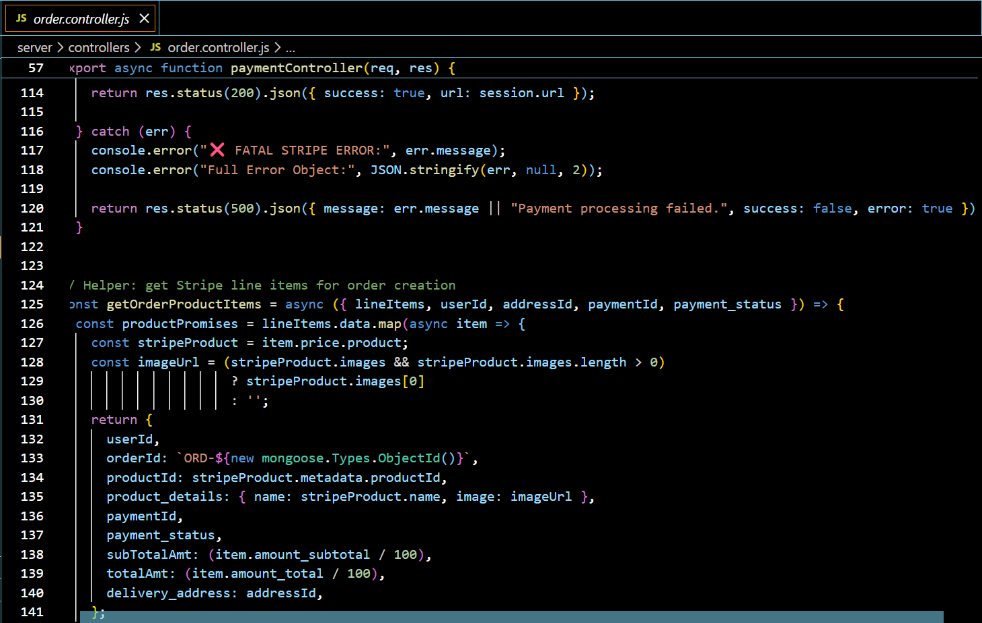 JS order.controller.js ✕
server > controllers > JS order.controller.js > ...
57 xport async function paymentController(req, res) {
114 return res.status(200).json({ success: true, url: session.url });
115
116 } catch (err) {
117 console.error("❌ FATAL STRIPE ERROR:", err.message);
118 console.error("Full Error Object:", JSON.stringify(err, null, 2));
119
120 return res.status(500).json({ message: err.message || "Payment processing failed.", success: false, error: true })
121 }
122
123
124 / Helper: get Stripe line items for order creation
125 onst getOrderProductItems = async ({ lineItems, userId, addressId, paymentId, payment_status }) => {
126 const productPromises = lineItems.data.map(async item => {
127 const stripeProduct = item.price.product;
128 const imageUrl = (stripeProduct.images && stripeProduct.images.length > 0)
129 ? stripeProduct.images[0]
130 : '';
131 return {
132 userId,
133 orderId: `ORD-${new mongoose.Types.ObjectId()}`,
134 productId: stripeProduct.metadata.productId,
135 product_details: { name: stripeProduct.name, image: imageUrl },
136 paymentId,
137 payment_status,
138 subTotalAmt: (item.amount_subtotal / 100),
139 totalAmt: (item.amount_total / 100),
140 delivery_address: addressId,
141 };